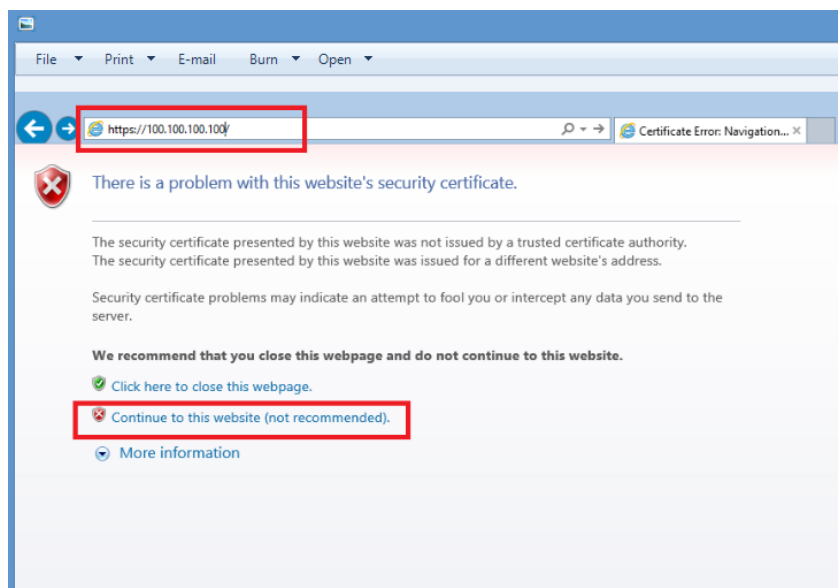 File Print E-mail Burn Open
https://100.100.100.100/
Certificate Error: Navigation...
There is a problem with this website's security certificate.
The security certificate presented by this website was not issued by a trusted certificate authority.
The security certificate presented by this website was issued for a different website's address.
Security certificate problems may indicate an attempt to fool you or intercept any data you send to the
server.
We recommend that you close this webpage and do not continue to this website.
Click here to close this webpage.
Continue to this website (not recommended).
More information